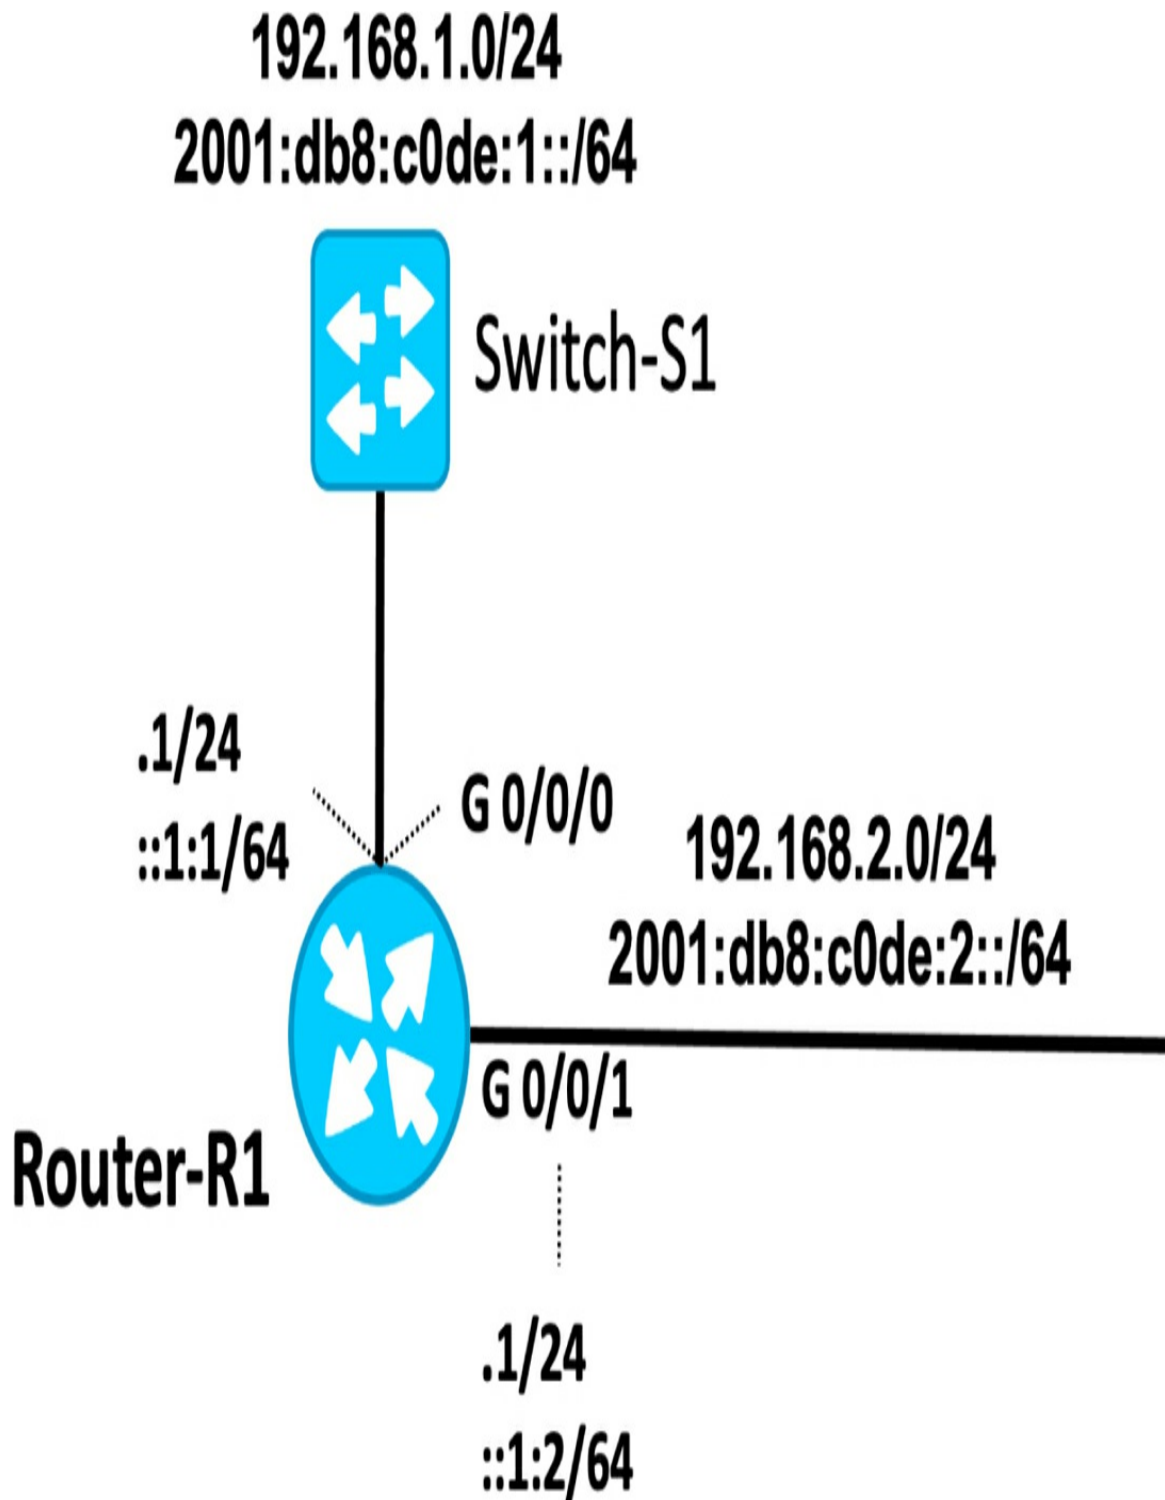 192.168.1.0/24
2001:db8:c0de:1::/64
Switch-S1
.1/24
::1:1/64
G 0/0/0
192.168.2.0/24
2001:db8:c0de:2::/64
G 0/0/1
Router-R1
.1/24
::1:2/64